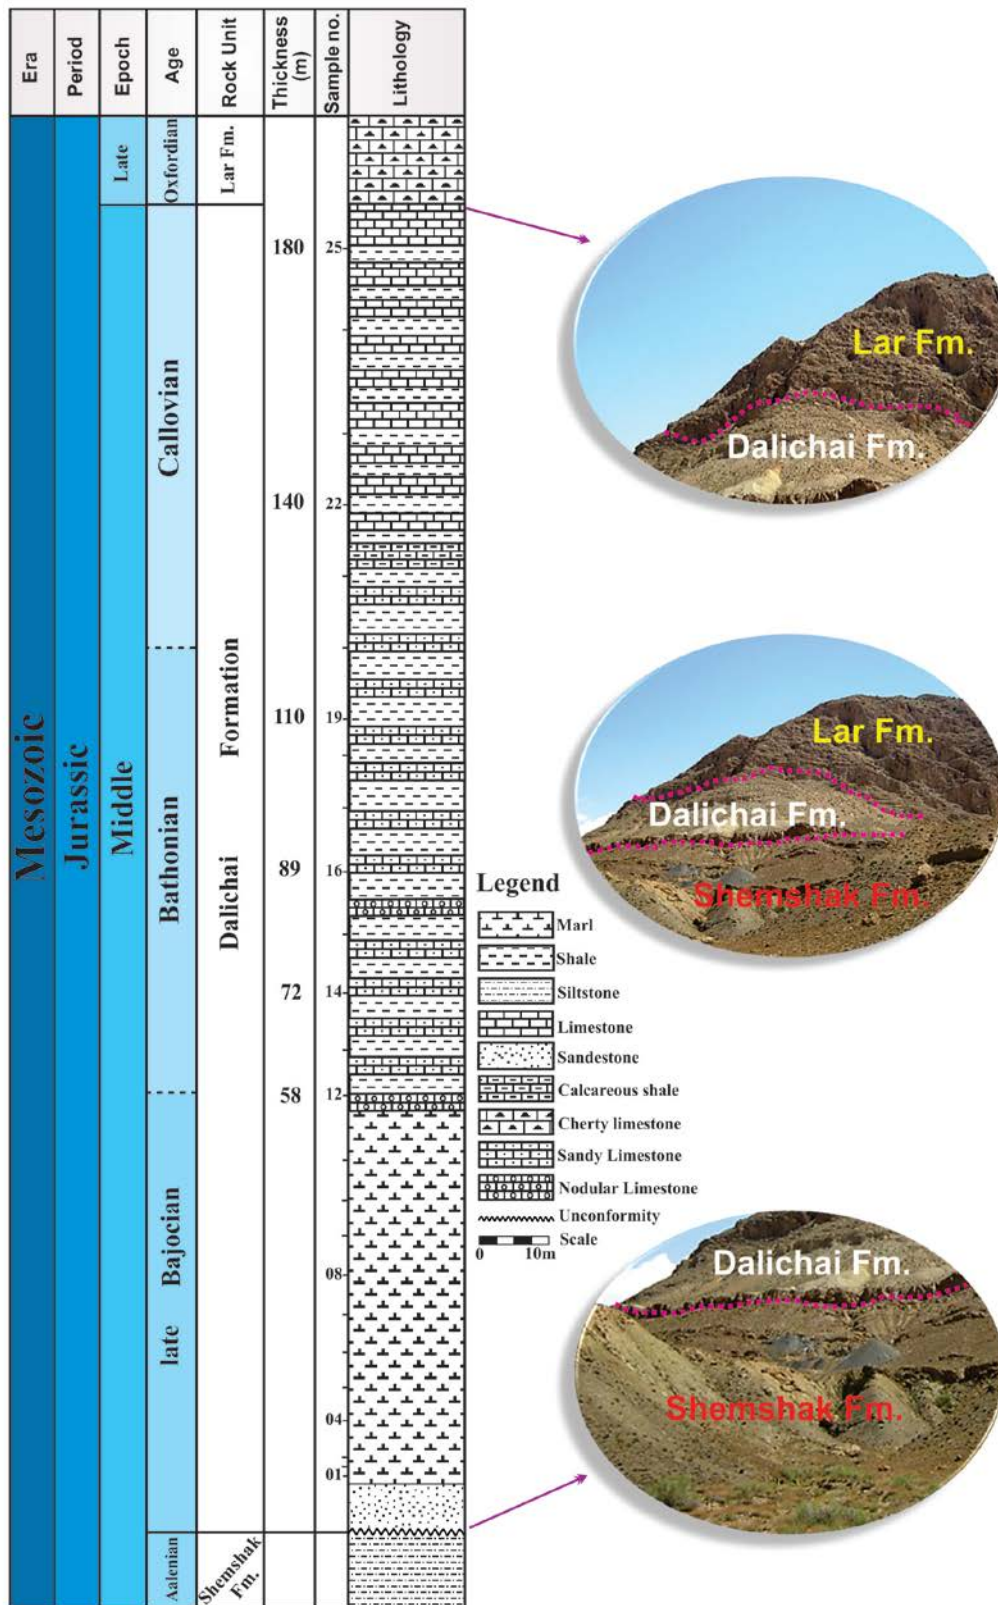 Era
Period
Epoch
Age
Rock Unit
Thickness
(m)
Sample no.
Lithology
Mesozoic
Jurassic
Late
Middle
Oxfordian
Callovian
Bathonian
late Bajocian
Aalenian
Lar Fm.
Dalichai Formation
Shemshak
Fm.
180
140
110
89
72
58
25
22
19
16
14
12
08
04
01
Lar Fm.
Dalichai Fm.
Lar Fm.
Dalichai Fm.
Shemshak Fm.
Legend
Marl
Shale
Siltstone
Limestone
Sandestone
Calcareous shale
Cherty limestone
Sandy Limestone
Nodular Limestone
Unconformity
Scale
0 10m
Dalichai Fm.
Shemshak Fm.